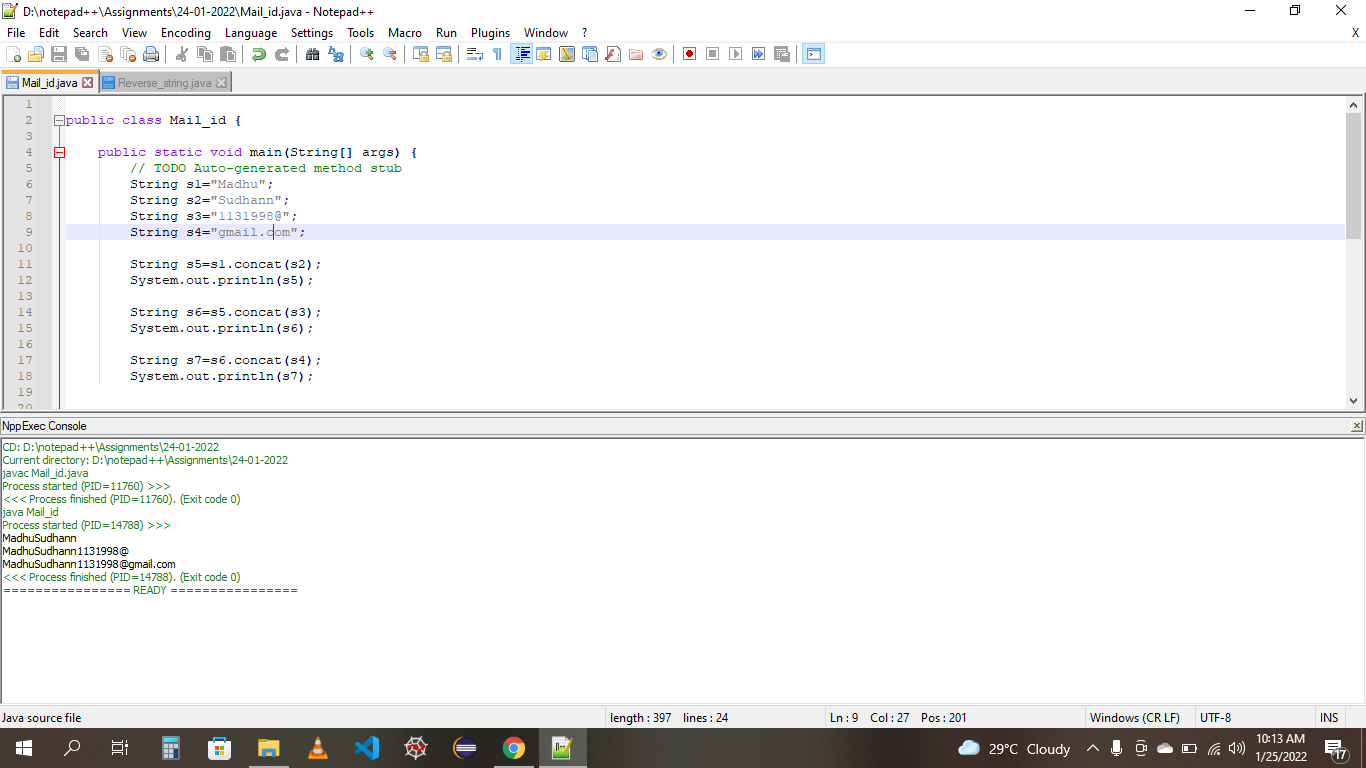 D:\notepad++\Assignments\24-01-2022\Mail_id.java - Notepad++
File Edit Search View Encoding Language Settings Tools Macro Run Plugins Window ? X
Mail_id.java Reverse_string.java
1
2 public class Mail_id {
3
4 public static void main(String[] args) {
5 // TODO Auto-generated method stub
6 String s1="Madhu";
7 String s2="Sudhann";
8 String s3="1131998@";
9 String s4="gmail.com";
10
11 String s5=s1.concat(s2);
12 System.out.println(s5);
13
14 String s6=s5.concat(s3);
15 System.out.println(s6);
16
17 String s7=s6.concat(s4);
18 System.out.println(s7);
19
20
NppExec Console
CD: D:\notepad++\Assignments\24-01-2022
Current directory: D:\notepad++\Assignments\24-01-2022
javac Mail_id.java
Process started (PID=11760) >>>
<<< Process finished (PID=11760). (Exit code 0)
java Mail_id
Process started (PID=14788) >>>
MadhuSudhann
MadhuSudhann1131998@
MadhuSudhann1131998@gmail.com
<<< Process finished (PID=14788). (Exit code 0)
================ READY ================
Java source file length : 397 lines : 24 Ln : 9 Col : 27 Pos : 201 Windows (CR LF) UTF-8 INS
29°C Cloudy 10:13 AM
1/25/2022 17